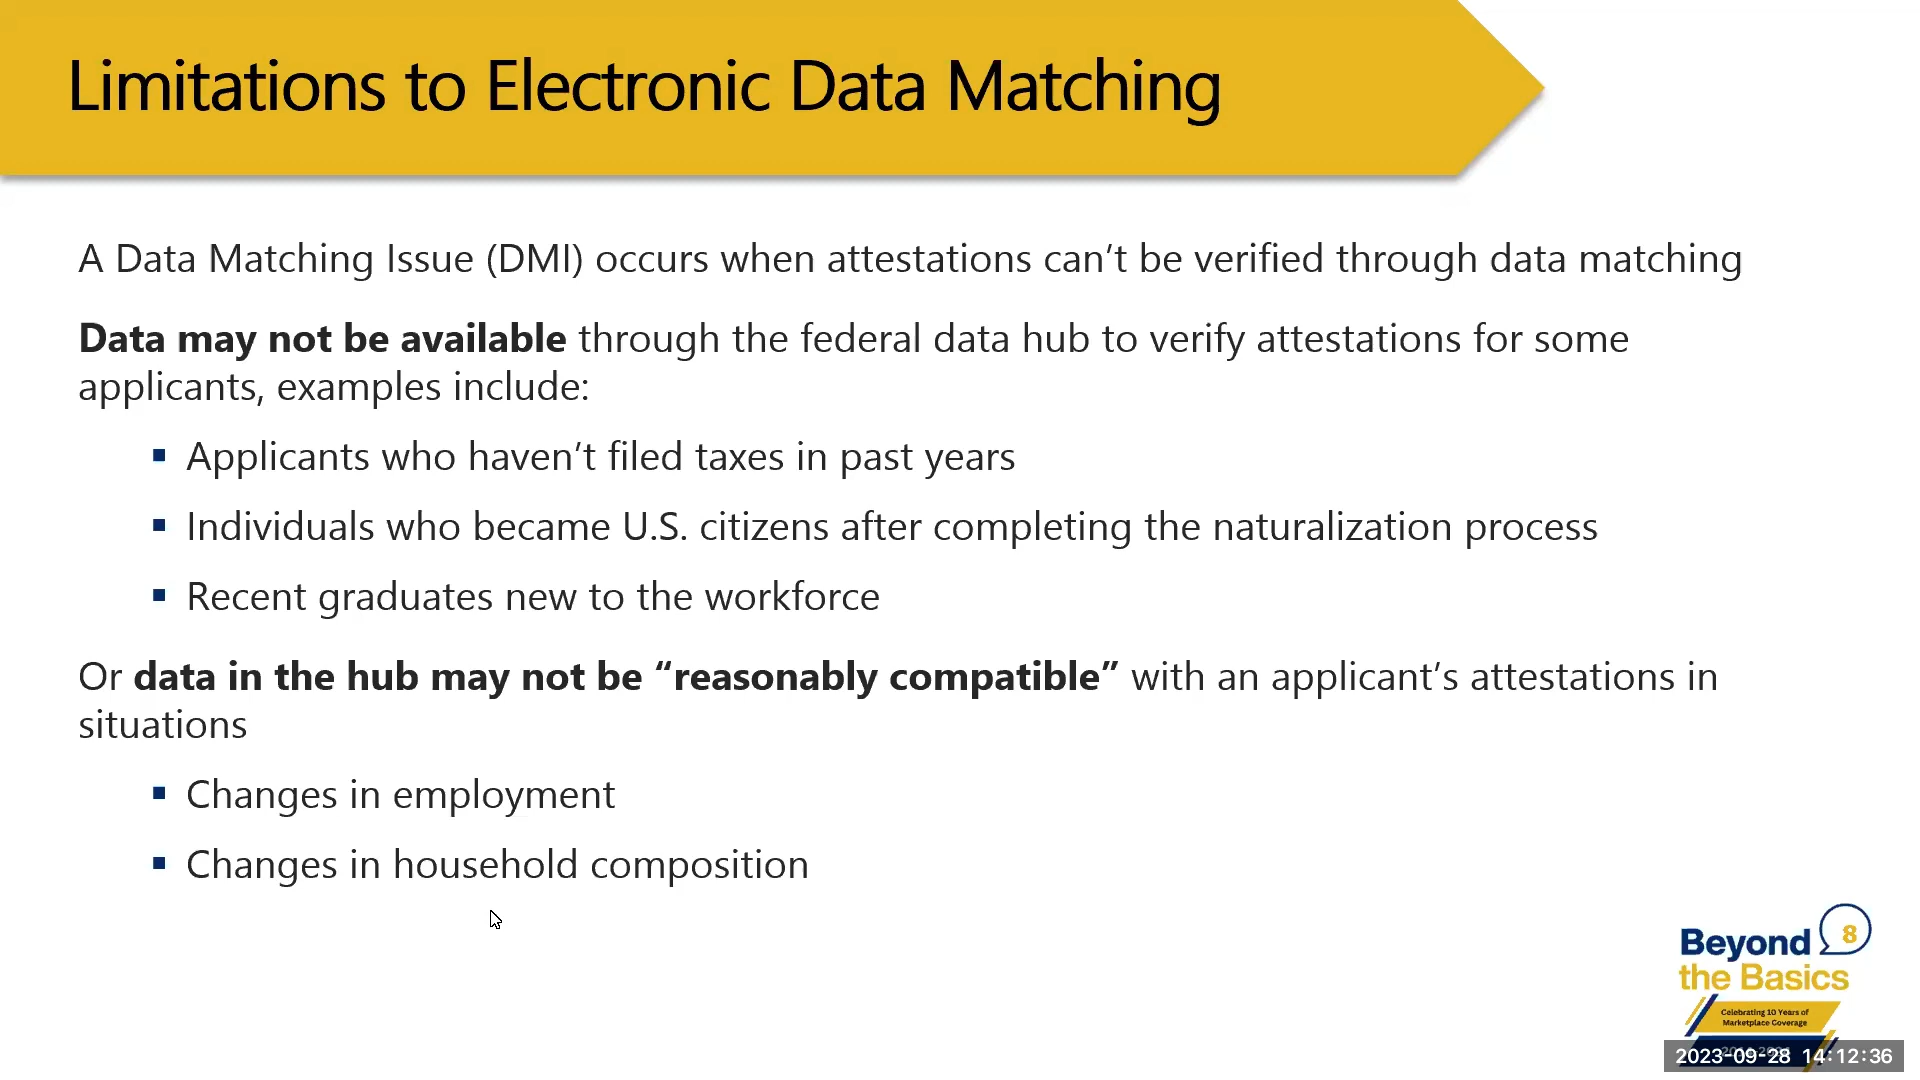 Limitations to Electronic Data Matching
A Data Matching Issue (DMI) occurs when attestations can’t be verified through data matching
Data may not be available through the federal data hub to verify attestations for some
applicants, examples include:
▪ Applicants who haven’t filed taxes in past years
▪ Individuals who became U.S. citizens after completing the naturalization process
▪ Recent graduates new to the workforce
Or data in the hub may not be “reasonably compatible” with an applicant’s attestations in
situations
▪ Changes in employment
▪ Changes in household composition
8
Beyond
the Basics
Celebrating 10 Years of
Marketplace Coverage
2023-09-28 14:12:36